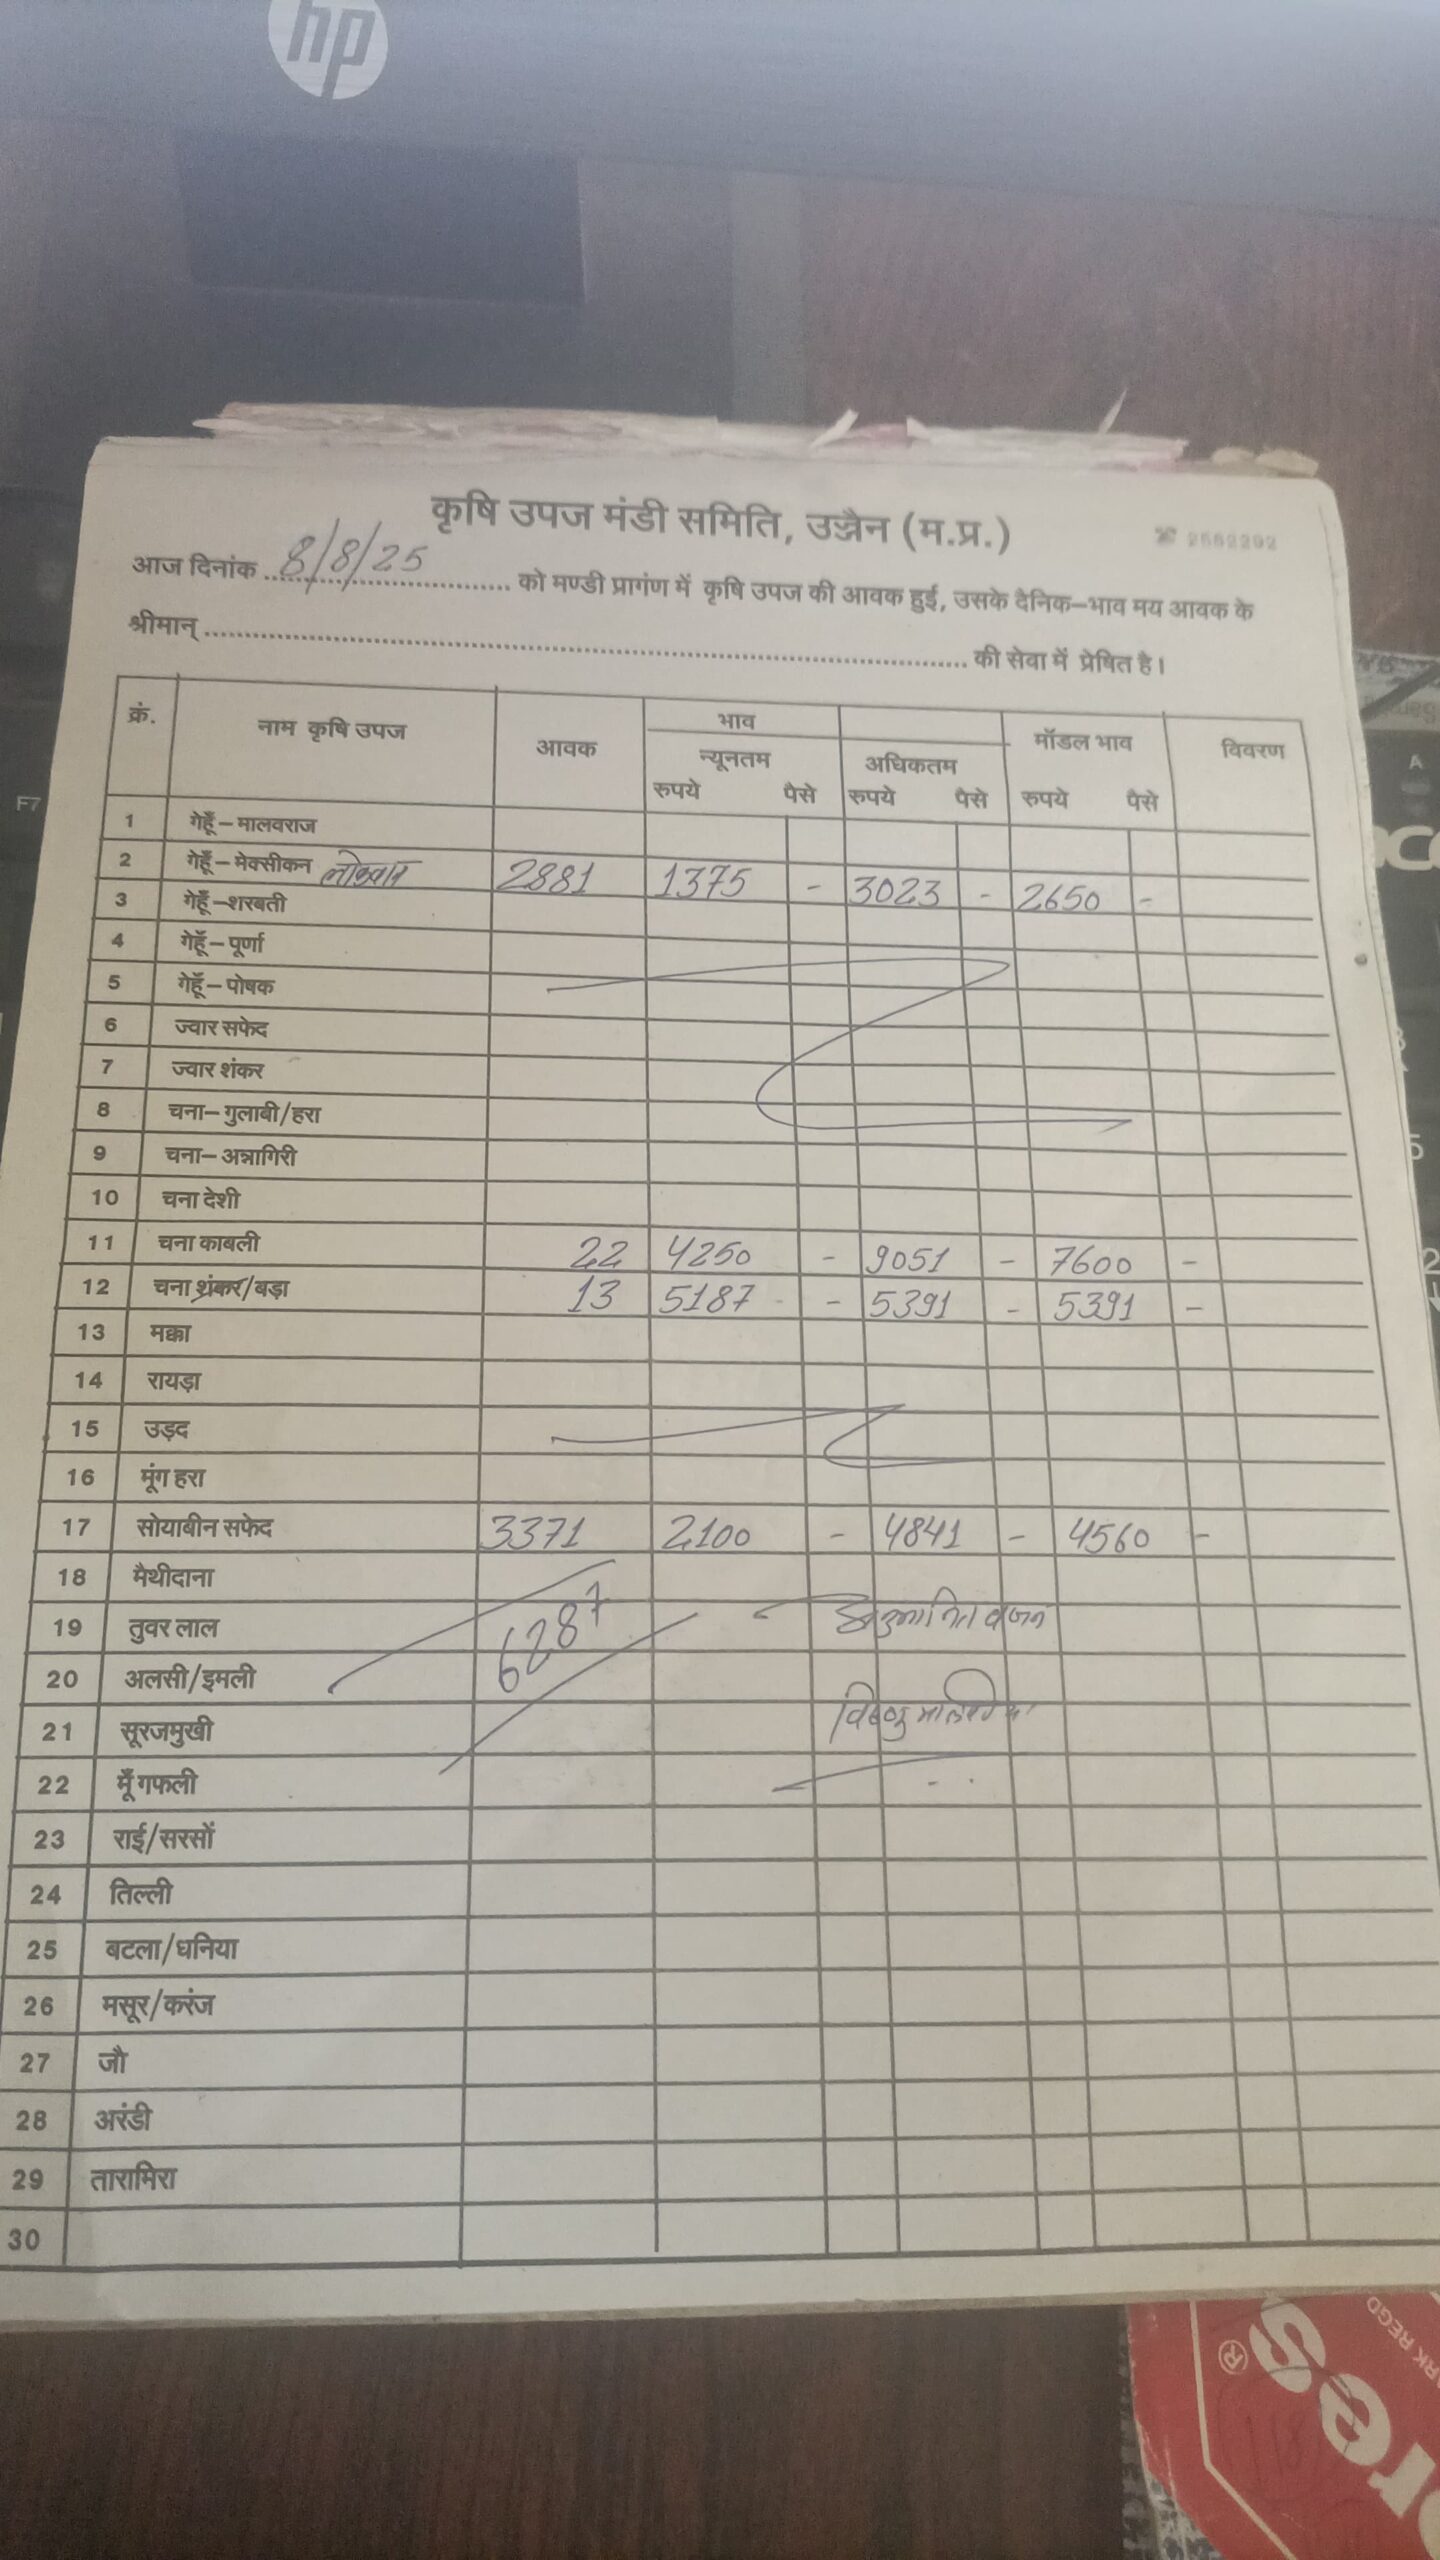 hp
कृषि उपज मंडी समिति, उज्जैन (म.प्र.)
☎ 2562292
आज दिनांक 8/8/25 को मण्डी प्रागंण में कृषि उपज की आवक हुई, उसके दैनिक–भाव मय आवक के
श्रीमान् ........ की सेवा में प्रेषित है।
क्रं. नाम कृषि उपज आवक भाव मॉडल भाव विवरण
न्यूनतम अधिकतम
रुपये पैसे रुपये पैसे रुपये पैसे
1 गेहूँ–मालवराज
2 गेहूँ–मेक्सीकन लोकवान 2881 1375 - 3023 - 2650 -
3 गेहूँ–शरबती
4 गेहूँ–पूर्णा
5 गेहूँ–पोषक
6 ज्वार सफेद
7 ज्वार शंकर
8 चना–गुलाबी/हरा
9 चना–अन्नागिरी
10 चना देशी
11 चना काबली 22 4250 - 9051 - 7600 -
12 चना शंकर/बड़ा 13 5187 - 5391 - 5391 -
13 मक्का
14 रायड़ा
15 उड़द
16 मूंग हरा
17 सोयाबीन सफेद 3371 2100 - 4841 - 4560 -
18 मैथीदाना
19 तुवर लाल 6287 अनुमानित वजन
20 अलसी/इमली
21 सूरजमुखी
22 मूँगफली
23 राई/सरसों
24 तिल्ली
25 बटला/धनिया
26 मसूर/करंज
27 जौ
28 अरंडी
29 तारामिरा
30
F7
A
®